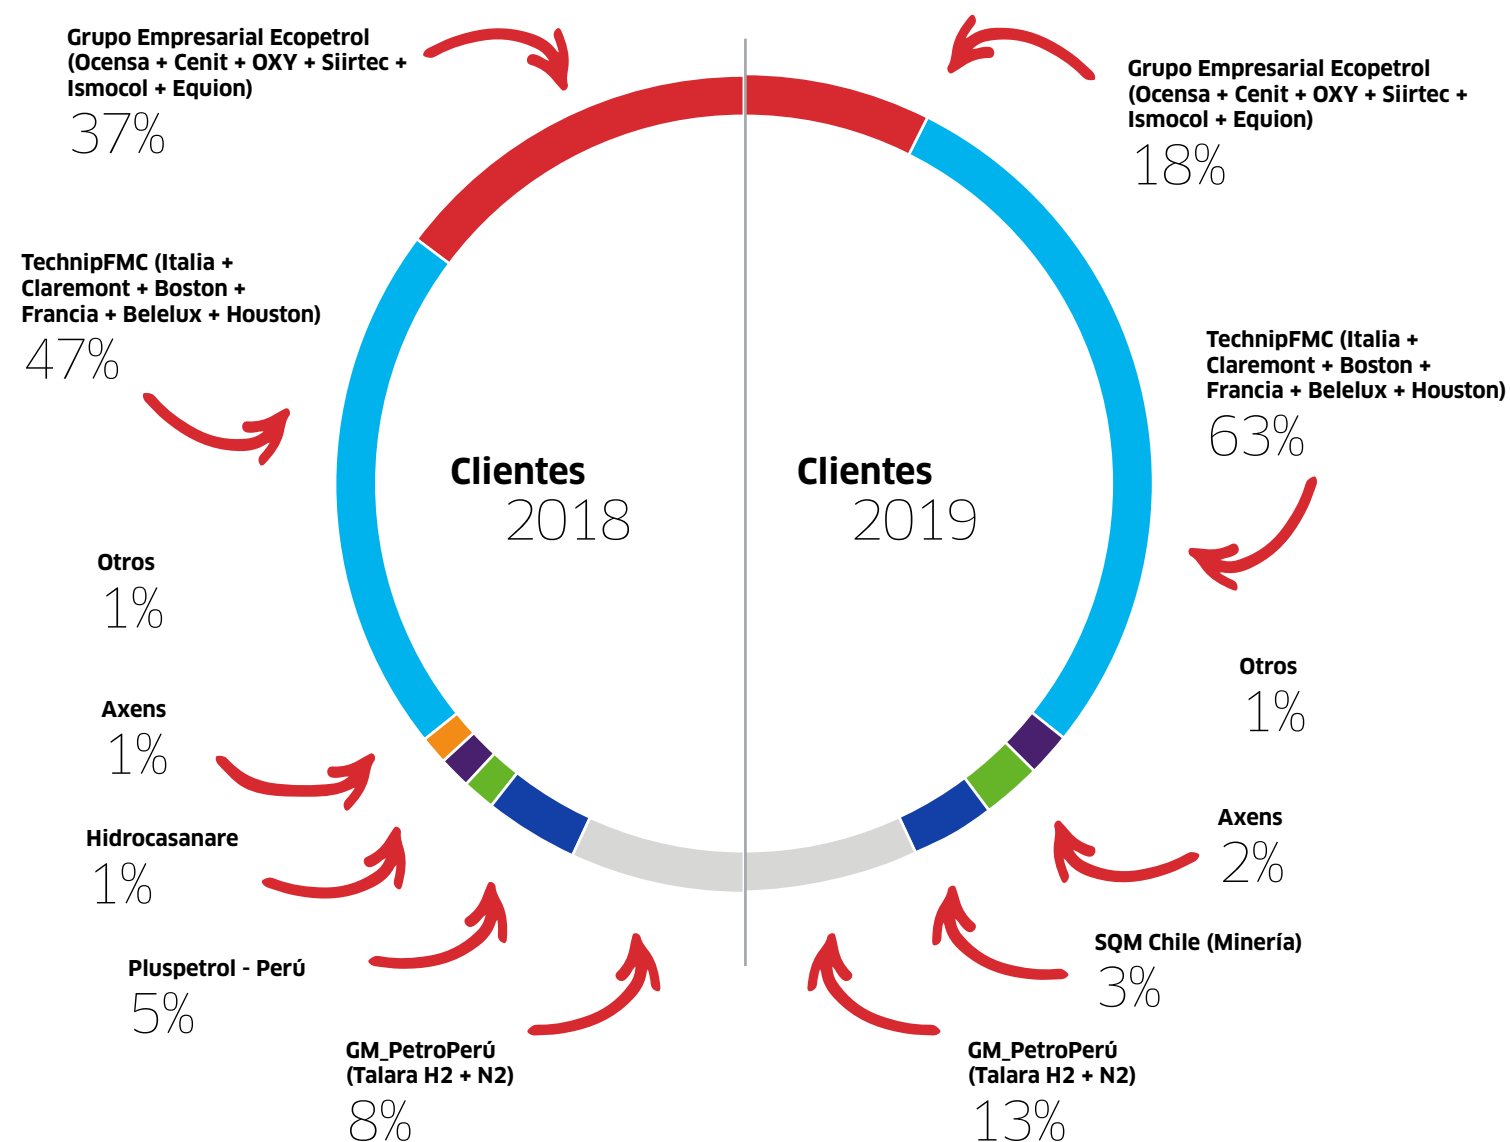 Grupo Empresarial Ecopetrol
(Ocensa + Cenit + OXY + Siirtec +
Ismocol + Equion)
37%
TechnipFMC (Italia +
Claremont + Boston +
Francia + Belelux + Houston)
47%
Otros
1%
Axens
1%
Hidrocasanare
1%
Pluspetrol - Perú
5%
GM_PetroPerú
(Talara H2 + N2)
8%
Clientes
2018
Clientes
2019
Grupo Empresarial Ecopetrol
(Ocensa + Cenit + OXY + Siirtec +
Ismocol + Equion)
18%
TechnipFMC (Italia +
Claremont + Boston +
Francia + Belelux + Houston)
63%
Otros
1%
Axens
2%
SQM Chile (Minería)
3%
GM_PetroPerú
(Talara H2 + N2)
13%